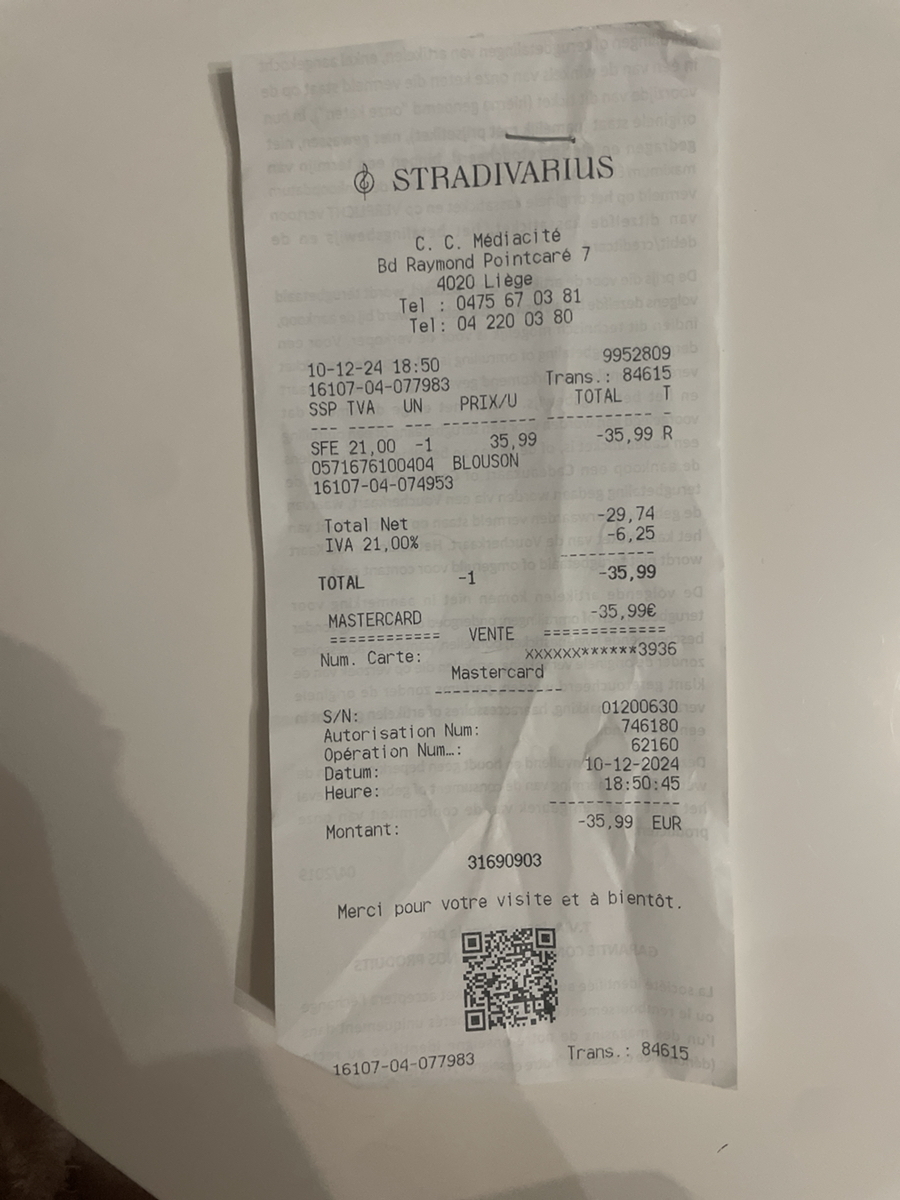 STRADIVARIUS
C. C. Médiacité
Bd Raymond Pointcaré 7
4020 Liège
Tel : 0475 67 03 81
Tel: 04 220 03 80
10-12-24 18:50 9952809
16107-04-077983 Trans.: 84615
SSP TVA UN PRIX/U TOTAL T
--- ----- --- ---------- ----------- -
SFE 21,00 -1 35,99 -35,99 R
0571676100404 BLOUSON
16107-04-074953
Total Net -29,74
IVA 21,00% -6,25
----------
TOTAL -1 -35,99
MASTERCARD -35,99€
============ VENTE =============
Num. Carte: XXXXXX******3936
Mastercard
--------------
S/N: 01200630
Autorisation Num: 746180
Opération Num…: 62160
Datum: 10-12-2024
Heure: 18:50:45
--------------
Montant: -35,99 EUR
31690903
Merci pour votre visite et à bientôt.
16107-04-077983 Trans.: 84615